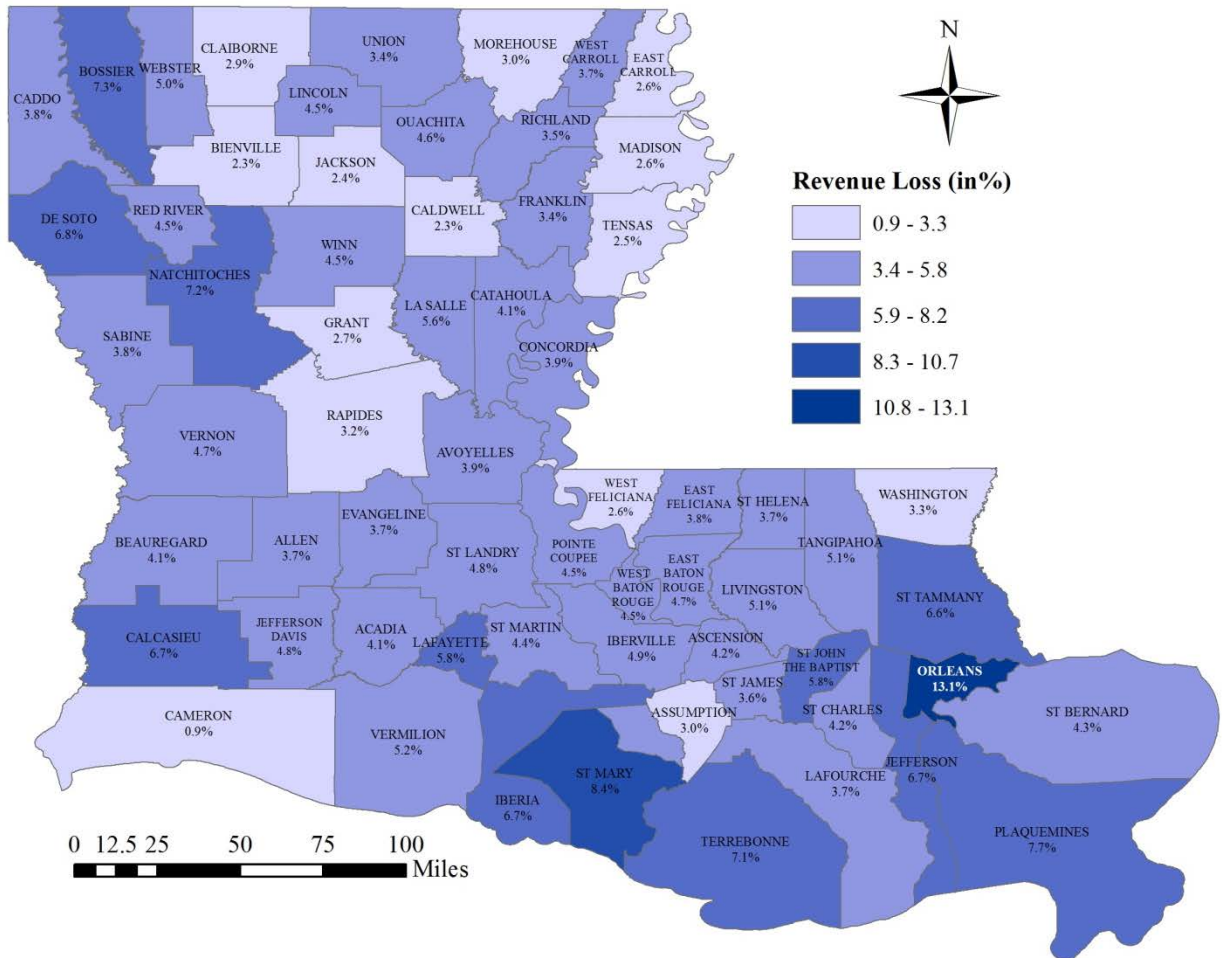 CLAIBORNE
2.9%
UNION
3.4%
MOREHOUSE
3.0%
WEST
CARROLL
3.7%
EAST
CARROLL
2.6%
N
BOSSIER
7.3%
WEBSTER
5.0%
CADDO
3.8%
LINCOLN
4.5%
OUACHITA
4.6%
RICHLAND
3.5%
BIENVILLE
2.3%
JACKSON
2.4%
MADISON
2.6%
Revenue Loss (in%)
0.9 - 3.3
3.4 - 5.8
5.9 - 8.2
8.3 - 10.7
10.8 - 13.1
DE SOTO
6.8%
RED RIVER
4.5%
CALDWELL
2.3%
FRANKLIN
3.4%
TENSAS
2.5%
WINN
4.5%
NATCHITOCHES
7.2%
LA SALLE
5.6%
CATAHOULA
4.1%
SABINE
3.8%
GRANT
2.7%
CONCORDIA
3.9%
RAPIDES
3.2%
VERNON
4.7%
AVOYELLES
3.9%
WEST
FELICIANA
2.6%
EAST
FELICIANA
3.8%
ST HELENA
3.7%
WASHINGTON
3.3%
BEAUREGARD
4.1%
ALLEN
3.7%
EVANGELINE
3.7%
ST LANDRY
4.8%
POINTE
COUPEE
4.5%
WEST
BATON
ROUGE
4.5%
EAST
BATON
ROUGE
4.7%
TANGIPAHOA
5.1%
LIVINGSTON
5.1%
ST TAMMANY
6.6%
CALCASIEU
6.7%
JEFFERSON
DAVIS
4.8%
ACADIA
4.1%
LAFAYETTE
5.8%
ST MARTIN
4.4%
IBERVILLE
4.9%
ASCENSION
4.2%
ST JOHN
THE BAPTIST
5.8%
ORLEANS
13.1%
ST JAMES
3.6%
ST CHARLES
4.2%
ST BERNARD
4.3%
CAMERON
0.9%
VERMILION
5.2%
ASSUMPTION
3.0%
ST MARY
8.4%
JEFFERSON
6.7%
LAFOURCHE
3.7%
IBERIA
6.7%
TERREBONNE
7.1%
PLAQUEMINES
7.7%
0 12.5 25 50 75 100
Miles